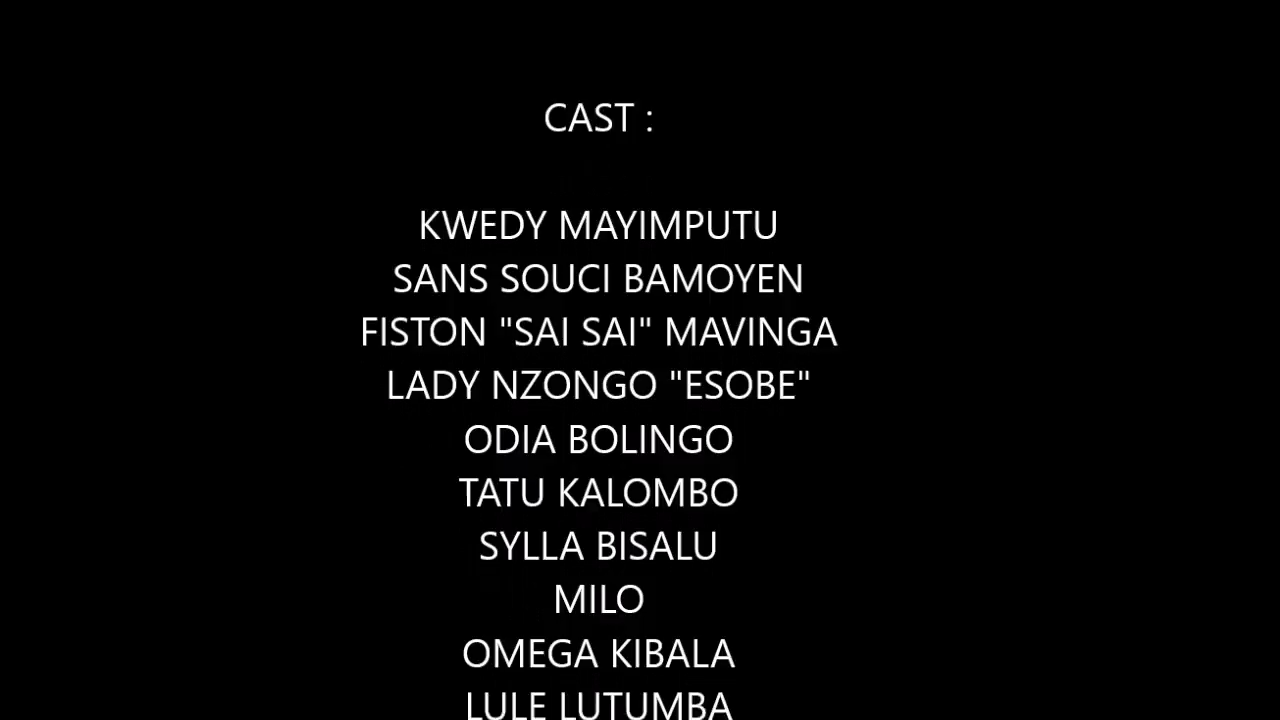 CAST :
KWEDY MAYIMPUTU
SANS SOUCI BAMOYEN
FISTON "SAI SAI" MAVINGA
LADY NZONGO "ESOBE"
ODIA BOLINGO
TATU KALOMBO
SYLLA BISALU
MILO
OMEGA KIBALA
LULE LUTUMBA